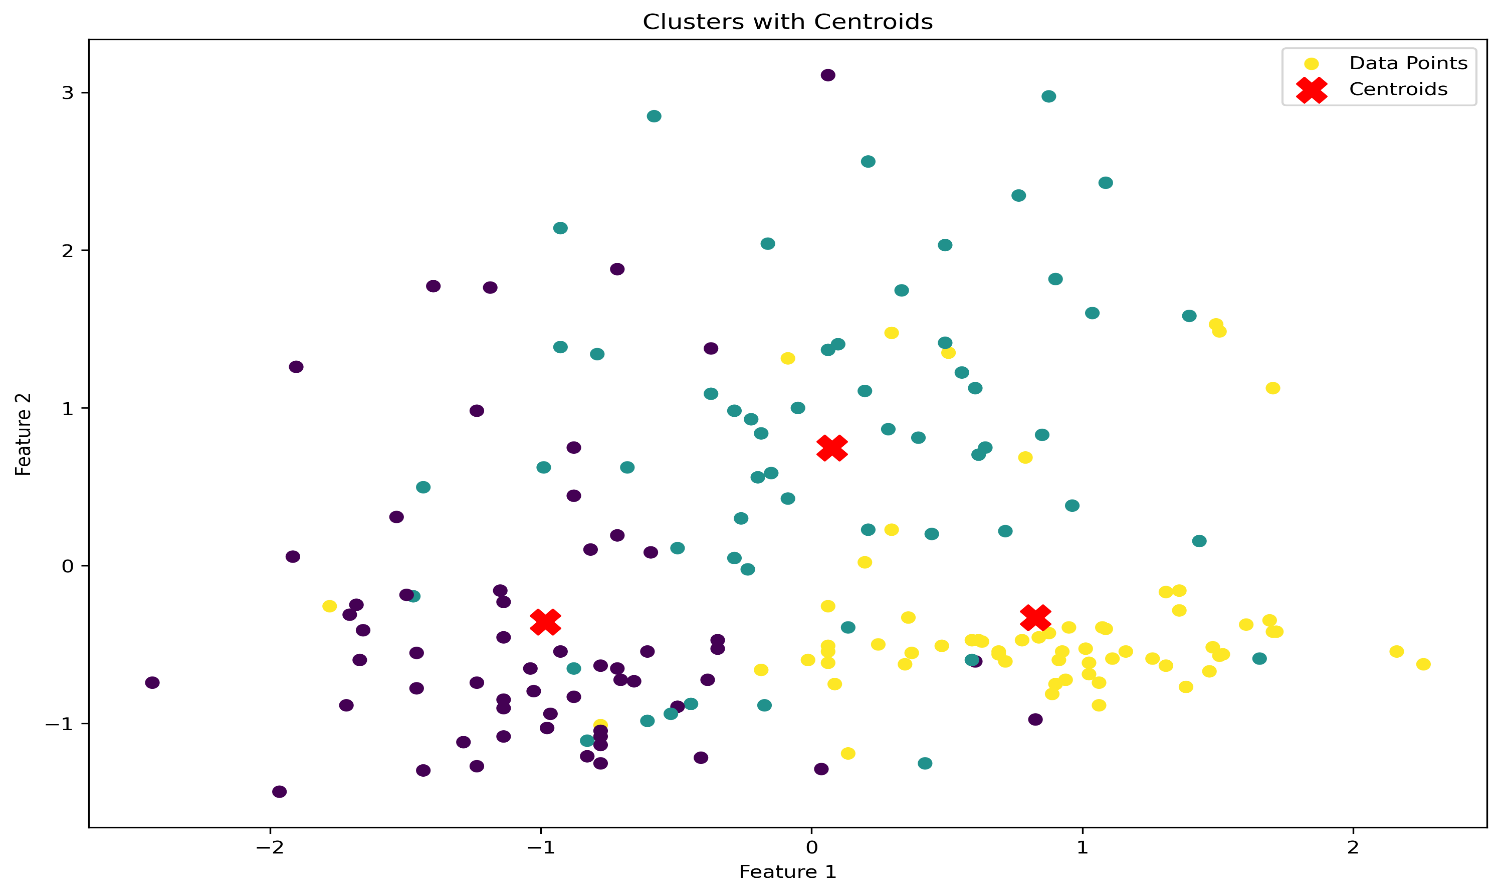 Clusters with Centroids
Data Points
Centroids
3
2
1
0
−1
Feature 2
−2
−1
0
1
2
Feature 1